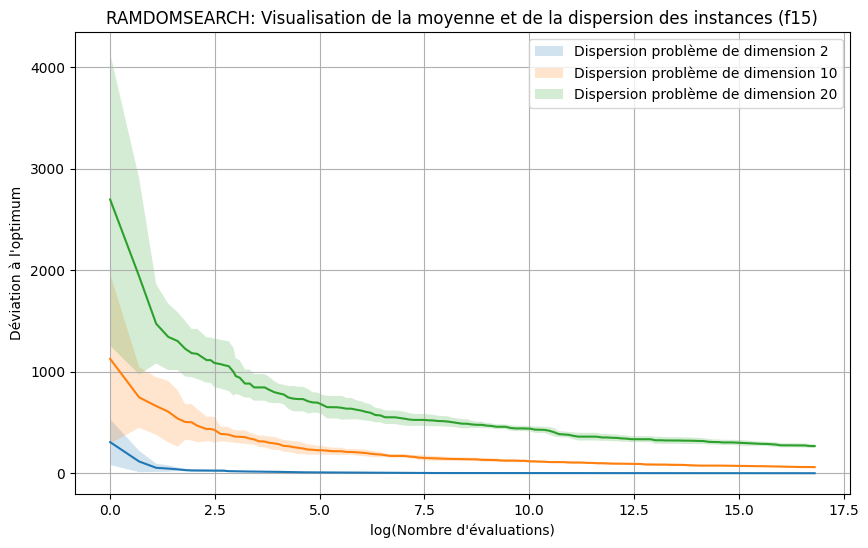 RAMDOMSEARCH: Visualisation de la moyenne et de la dispersion des instances (f15)
Dispersion problème de dimension 2
Dispersion problème de dimension 10
Dispersion problème de dimension 20
Déviation à l'optimum
4000
3000
2000
1000
0
0.0 2.5 5.0 7.5 10.0 12.5 15.0 17.5
log(Nombre d'évaluations)